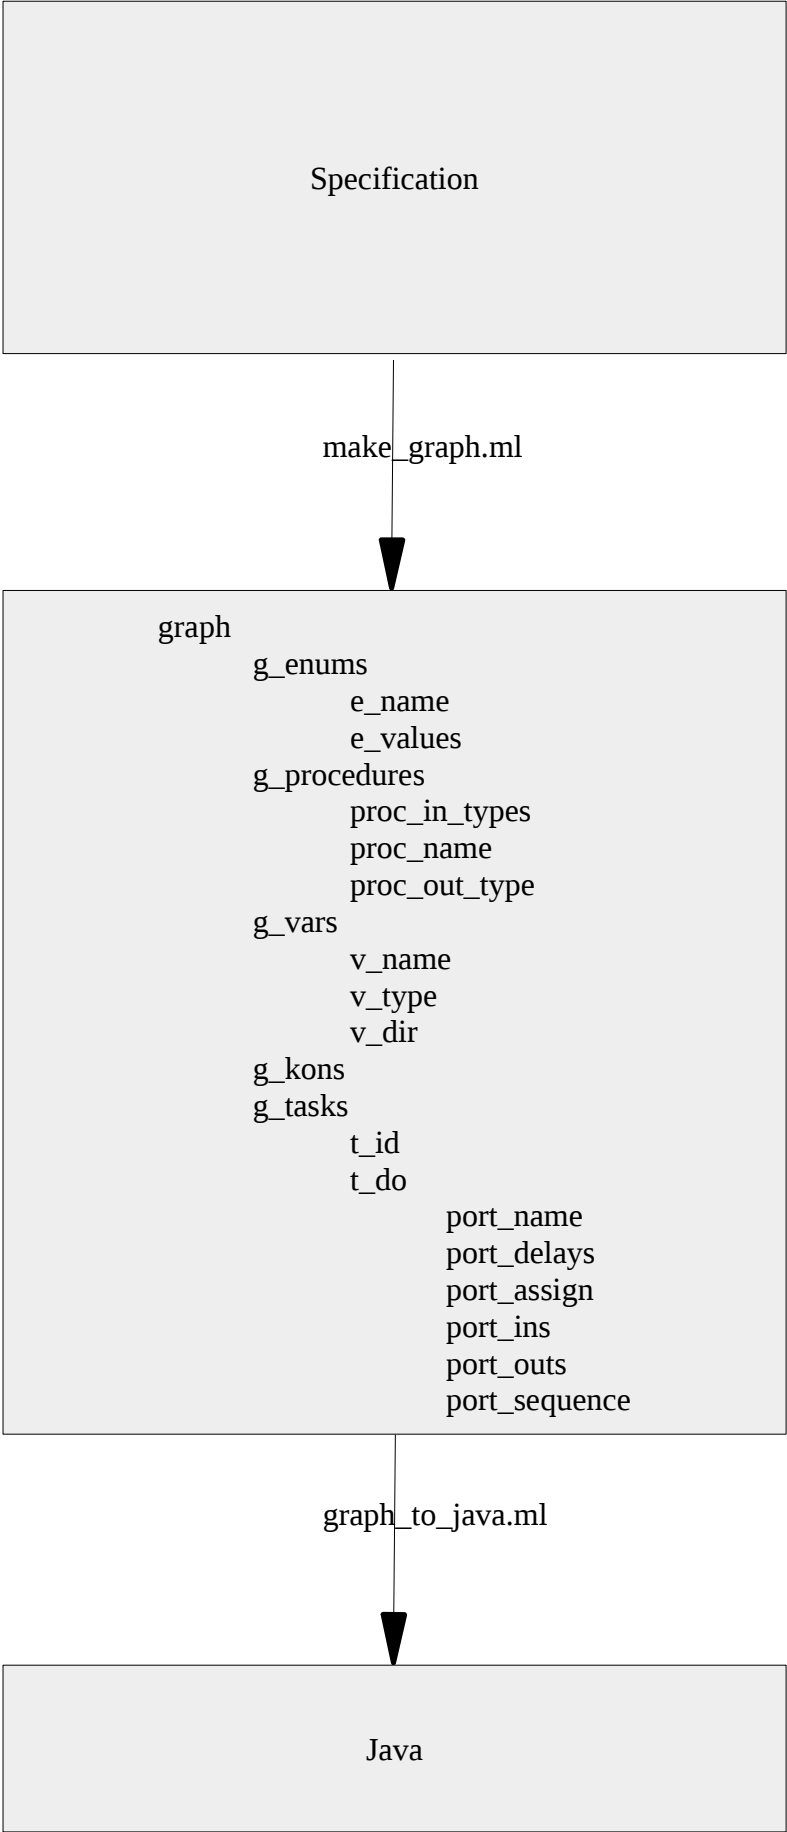 Specification
make_graph.ml
graph
g_enums
e_name
e_values
g_procedures
proc_in_types
proc_name
proc_out_type
g_vars
v_name
v_type
v_dir
g_kons
g_tasks
t_id
t_do
port_name
port_delays
port_assign
port_ins
port_outs
port_sequence
graph_to_java.ml
Java